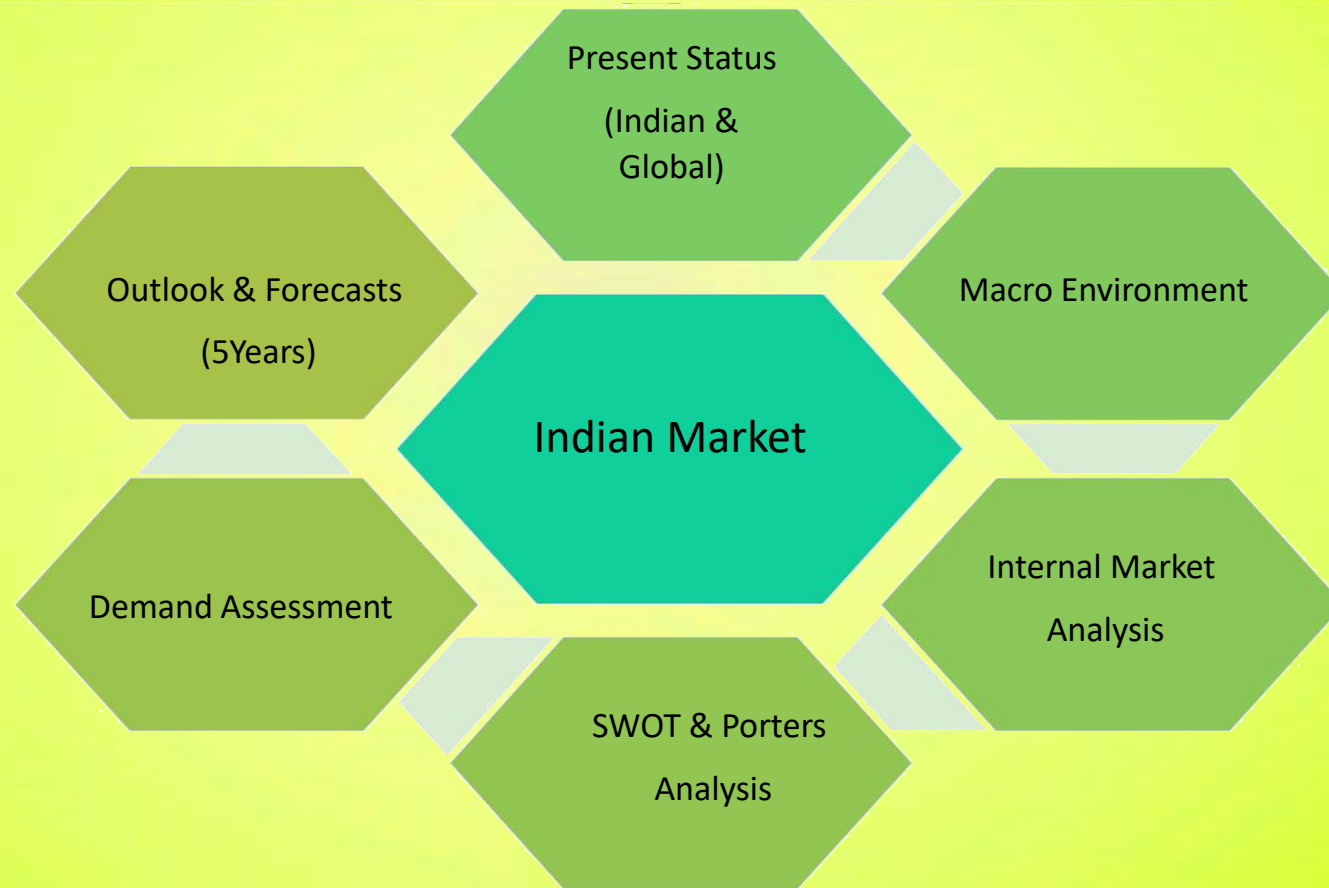 Present Status
(Indian &
Global)
Macro Environment
Internal Market
Analysis
SWOT & Porters
Analysis
Demand Assessment
Outlook & Forecasts
(5Years)
Indian Market